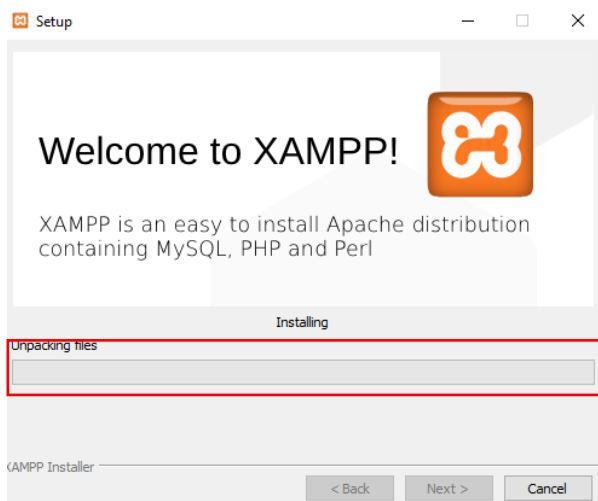 Setup
Welcome to XAMPP!
XAMPP is an easy to install Apache distribution
containing MySQL, PHP and Perl
Installing
Unpacking files
XAMPP Installer
< Back Next > Cancel